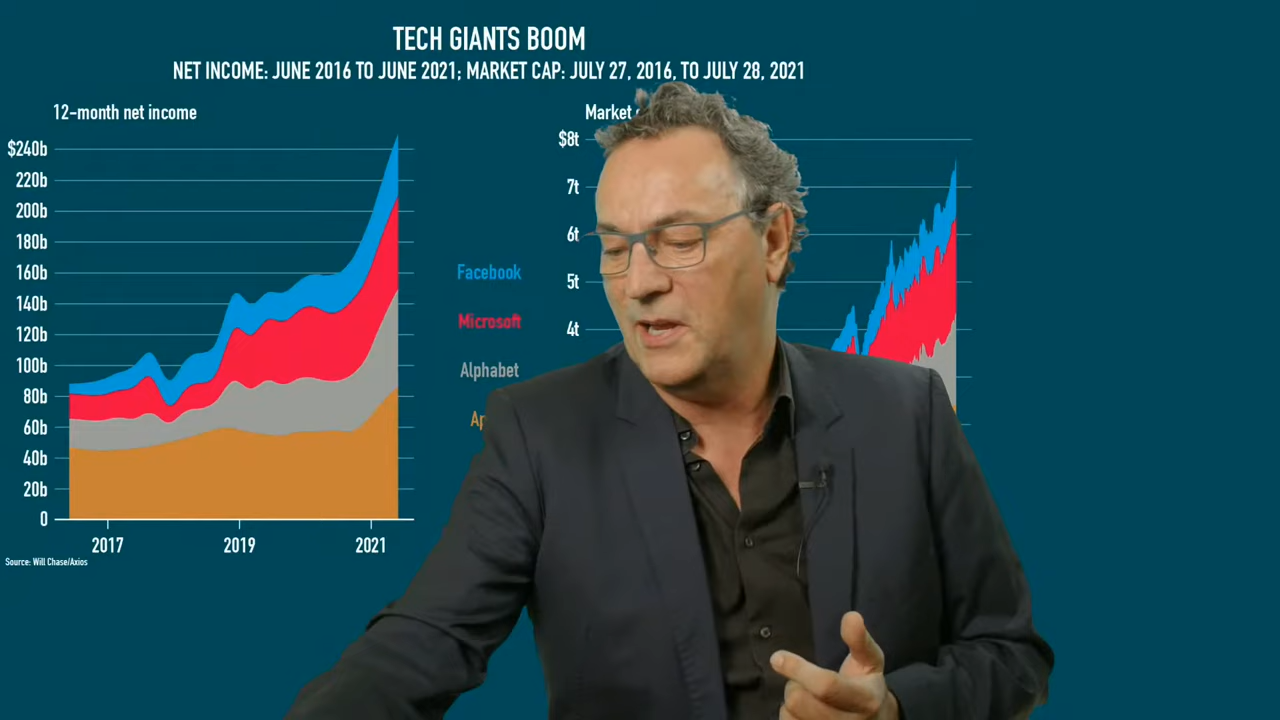 TECH GIANTS BOOM
NET INCOME: JUNE 2016 TO JUNE 2021; MARKET CAP: JULY 27, 2016, TO JULY 28, 2021
12-month net income
$240b
220b
200b
180b
160b
140b
120b
100b
80b
60b
40b
20b
0
2017
2019
2021
Source: Will Chase/Axios
Facebook
Microsoft
Alphabet
Market
$8t
7t
6t
5t
4t